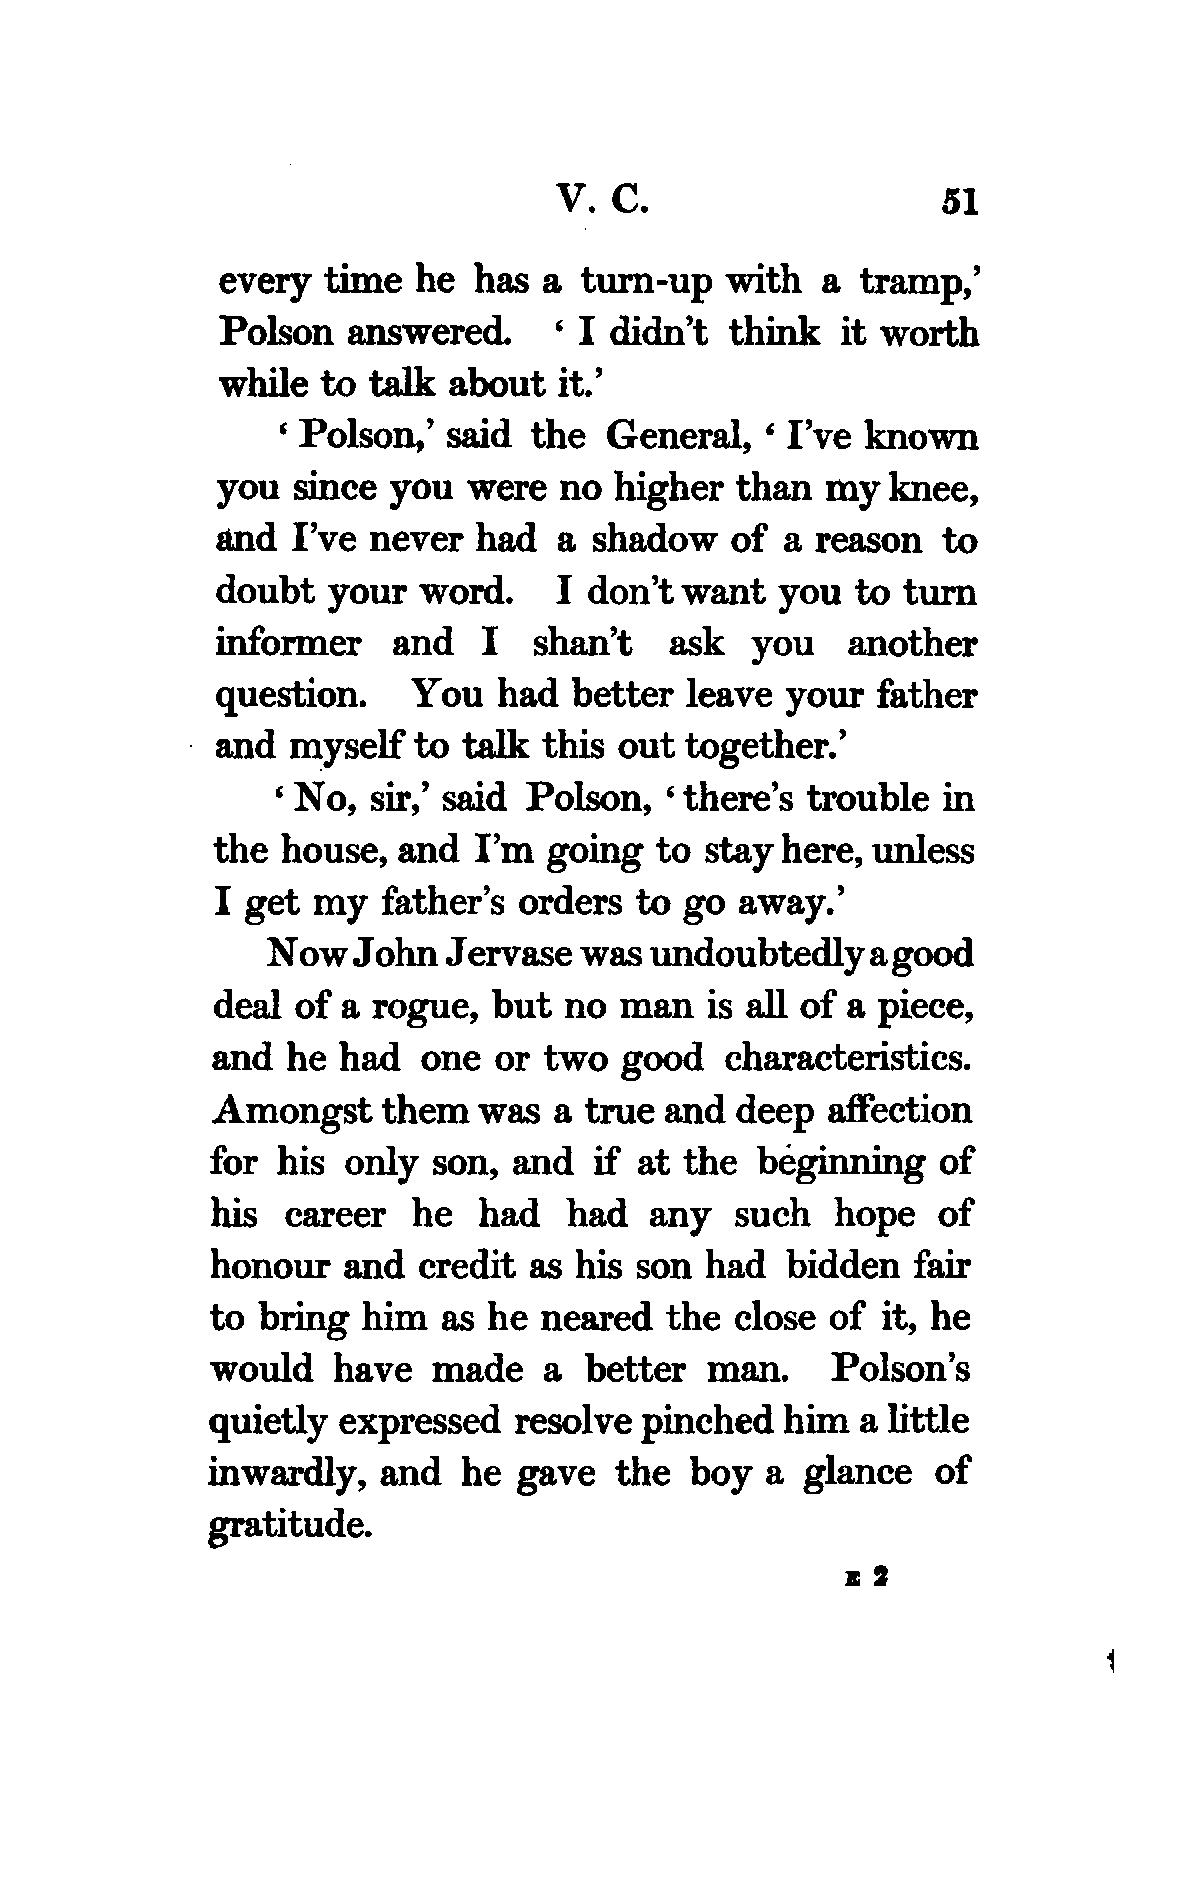 V. C. 51
every time he has a turn-up with a tramp,’
Polson answered. ‘ I didn’t think it worth
while to talk about it.’
‘ Polson,’ said the General, ‘ I’ve known
you since you were no higher than my knee,
and I’ve never had a shadow of a reason to
doubt your word. I don’t want you to turn
informer and I shan’t ask you another
question. You had better leave your father
and myself to talk this out together.’
‘ No, sir,’ said Polson, ‘ there’s trouble in
the house, and I’m going to stay here, unless
I get my father’s orders to go away.’
Now John Jervase was undoubtedly a good
deal of a rogue, but no man is all of a piece,
and he had one or two good characteristics.
Amongst them was a true and deep affection
for his only son, and if at the beginning of
his career he had had any such hope of
honour and credit as his son had bidden fair
to bring him as he neared the close of it, he
would have made a better man. Polson’s
quietly expressed resolve pinched him a little
inwardly, and he gave the boy a glance of
gratitude.
E 2